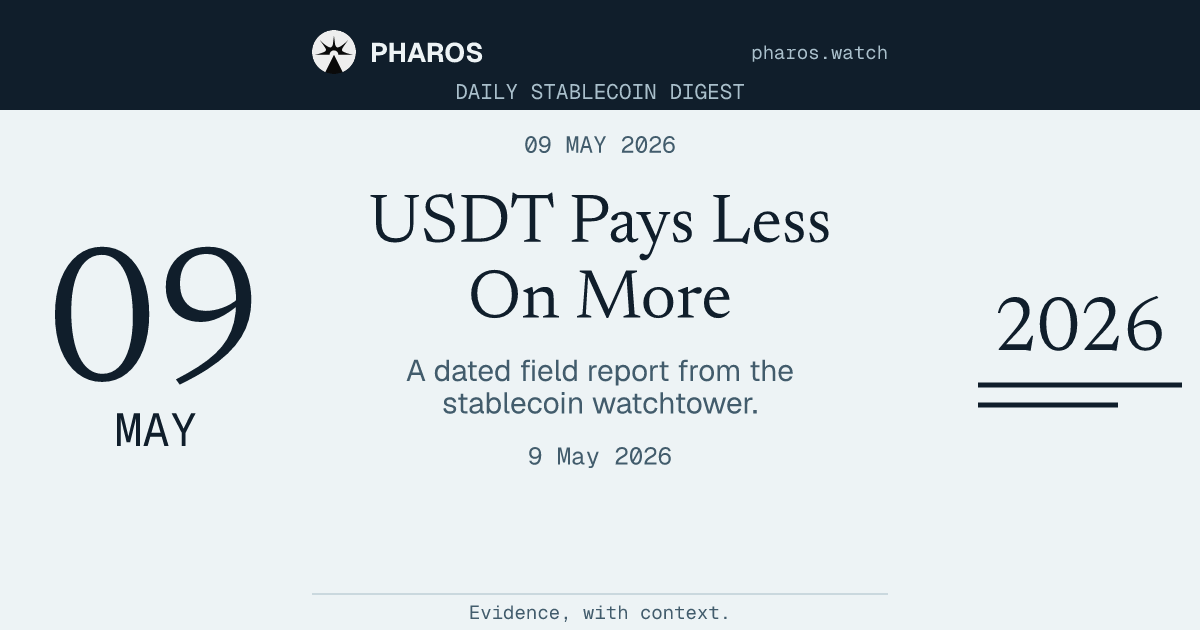 PHAROS
pharos.watch
DAILY STABLECOIN DIGEST
09 MAY 2026
USDT Pays Less
On More
09
MAY
2026
A dated field report from the
stablecoin watchtower.
9 May 2026
Evidence, with context.